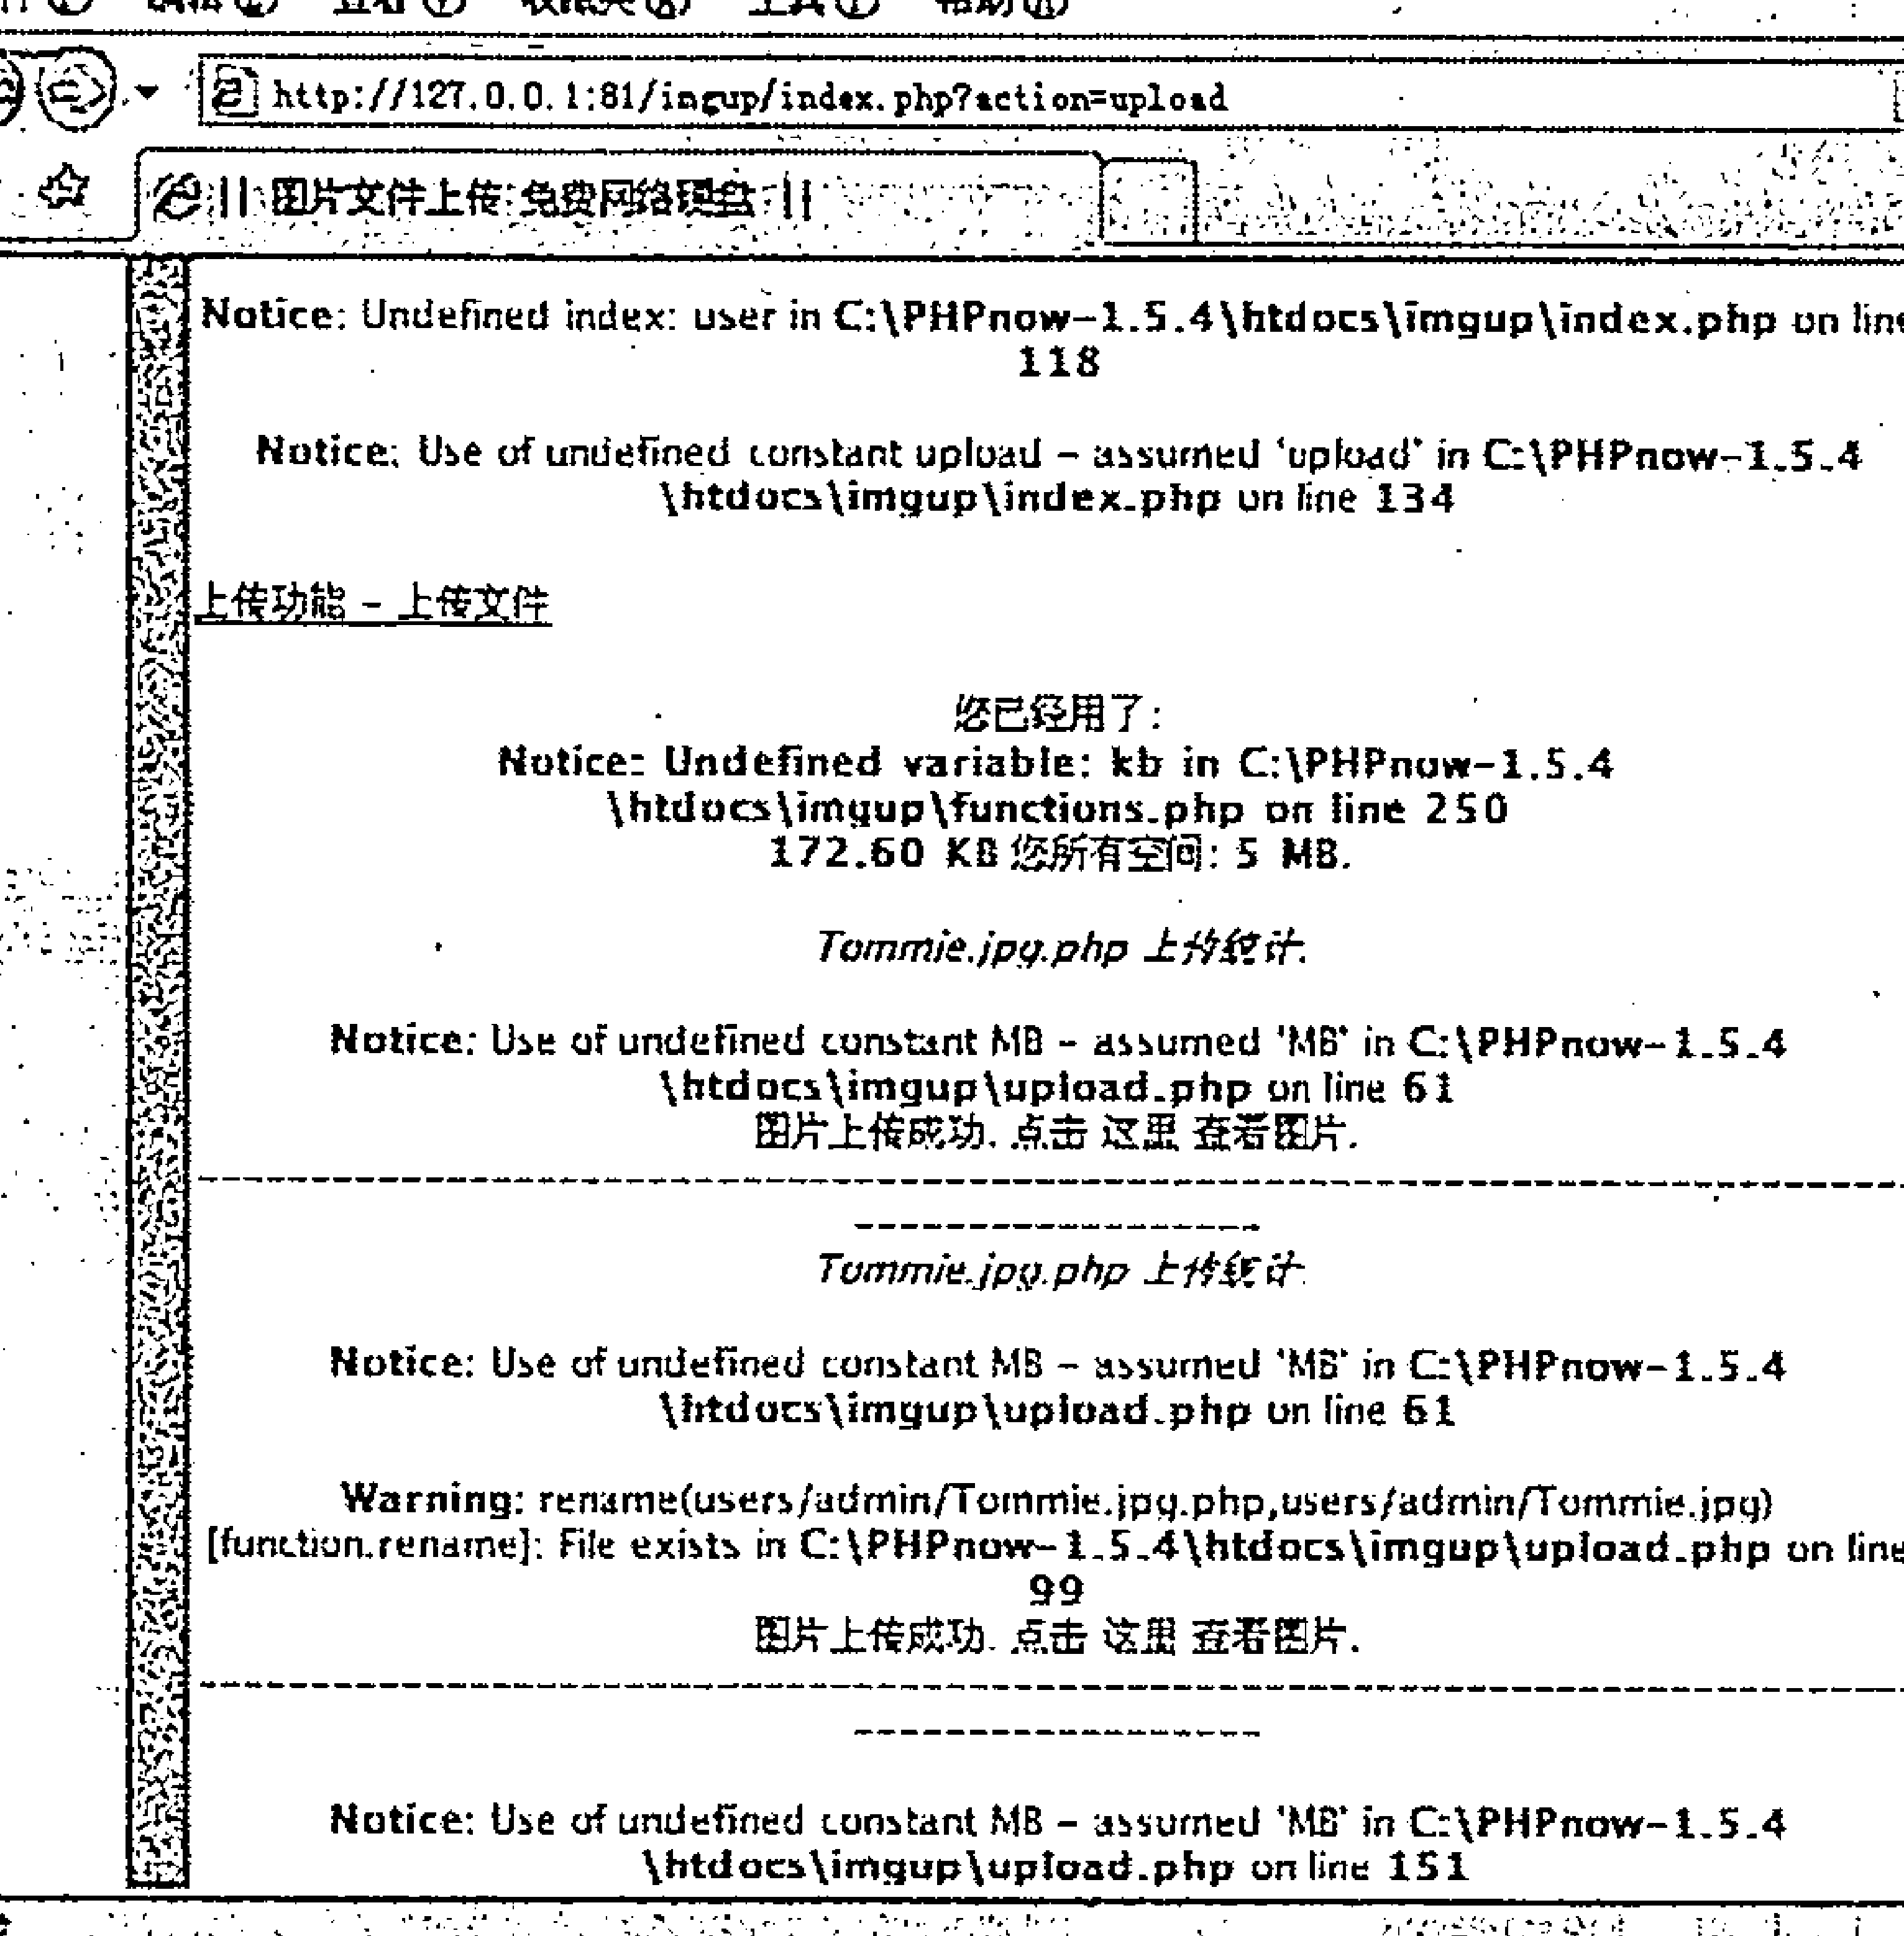 http://127.0.0.1:81/imgup/index.php?action=upload
|| 图片文件上传 免费网络硬盘 ||
Notice: Undefined index: user in C:\PHPnow-1.5.4\htdocs\imgup\index.php on line
118
Notice: Use of undefined constant upload - assumed 'upload' in C:\PHPnow-1.5.4
\htdocs\imgup\index.php on line 134
上传功能 - 上传文件
您已经用了:
Notice: Undefined variable: kb in C:\PHPnow-1.5.4
\htdocs\imgup\functions.php on line 250
172.60 KB 您所有空间: 5 MB.
Tommie.jpg.php 上传统计:
Notice: Use of undefined constant MB - assumed 'MB' in C:\PHPnow-1.5.4
\htdocs\imgup\upload.php on line 61
图片上传成功. 点击 这里 查看图片.
--------------------------------------------------------------------------------
------------------
Tommie.jpg.php 上传统计:
Notice: Use of undefined constant MB - assumed 'MB' in C:\PHPnow-1.5.4
\htdocs\imgup\upload.php on line 61
Warning: rename(users/admin/Tommie.jpg.php,users/admin/Tommie.jpg)
[function.rename]: File exists in C:\PHPnow-1.5.4\htdocs\imgup\upload.php on line
99
图片上传成功. 点击 这里 查看图片.
--------------------------------------------------------------------------------
------------------
Notice: Use of undefined constant MB - assumed 'MB' in C:\PHPnow-1.5.4
\htdocs\imgup\upload.php on line 151